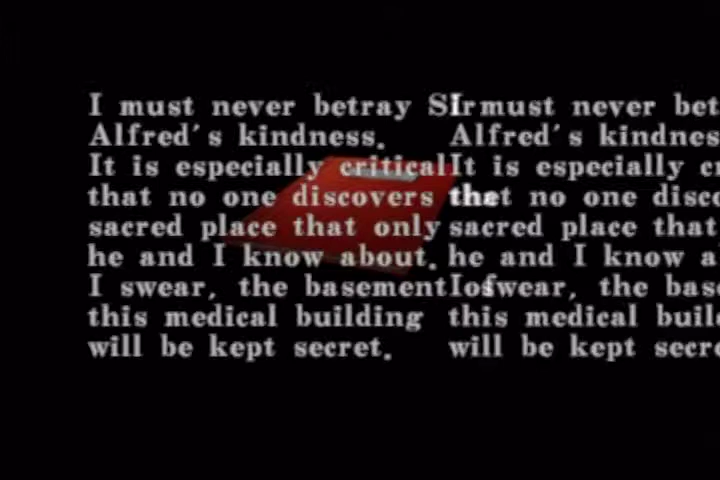 I must never betray Sir
Alfred's kindness.
It is especially critical
that no one discovers the
sacred place that only
he and I know about.
I swear, the basement of
this medical building
will be kept secret.
I must never bet
Alfred's kindnes
It is especially cr
that no one disco
sacred place that
he and I know a
I swear, the base
this medical buil
will be kept secre